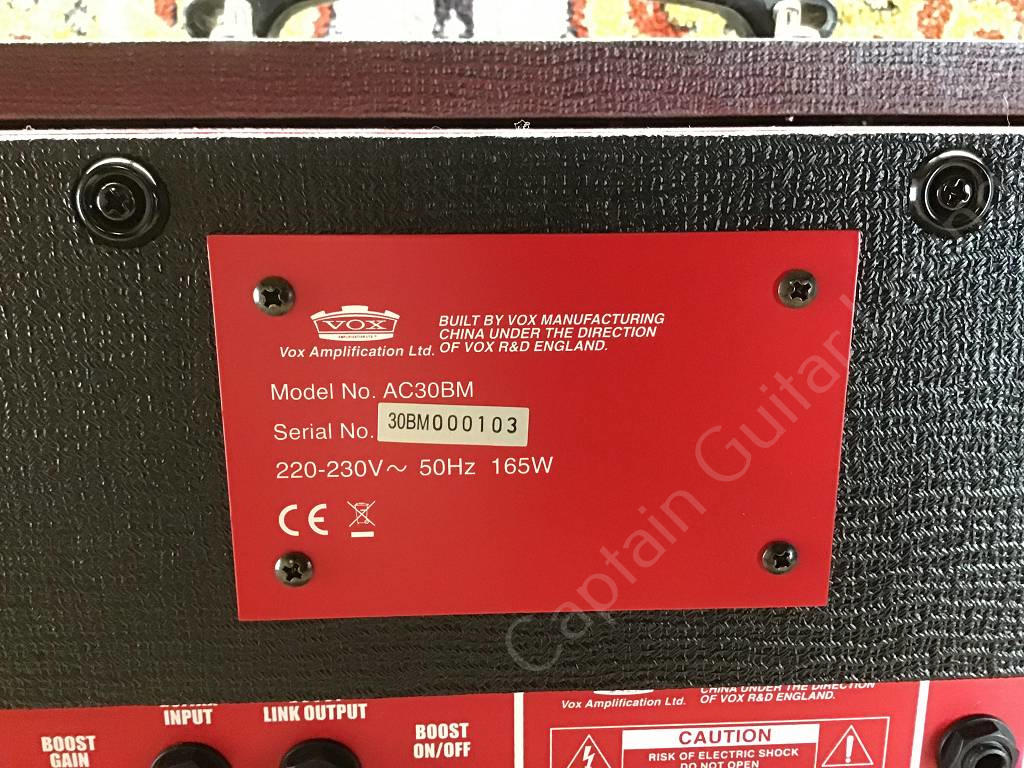 VOX
Vox Amplification Ltd.
BUILT BY VOX MANUFACTURING
CHINA UNDER THE DIRECTION
OF VOX R&D ENGLAND.
Model No. AC30BM
Serial No. 30BM000103
220-230V~ 50Hz 165W
CE
Captain Guitar
INPUT
LINK OUTPUT
BOOST
GAIN
BOOST
ON/OFF
Vox Amplification Ltd.
CHINA UNDER THE DIRECTION
OF VOX R&D ENGLAND.
CAUTION
RISK OF ELECTRIC SHOCK
DO NOT OPEN